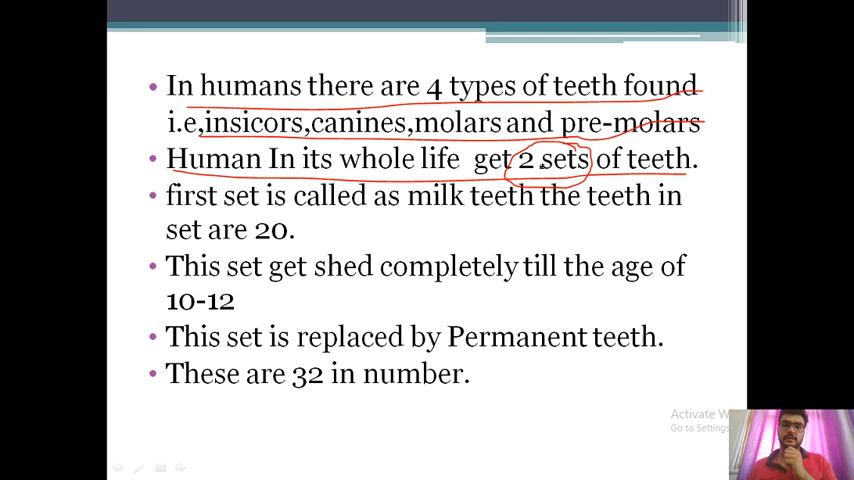 In humans there are 4 types of teeth found
i.e,insicors,canines,molars and pre-molars
Human In its whole life get 2 sets of teeth.
first set is called as milk teeth the teeth in
set are 20.
This set get shed completely till the age of
10-12
This set is replaced by Permanent teeth.
These are 32 in number.
Activate W
Go to Settings